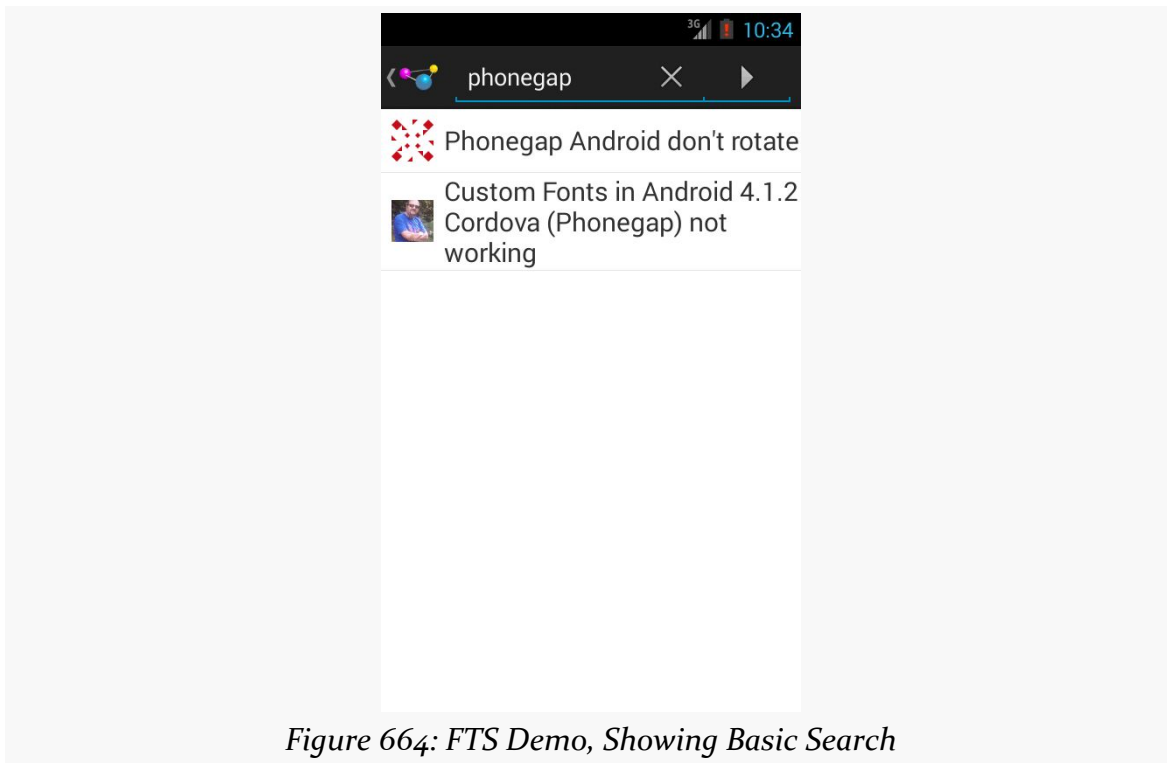 3G 10:34
phonegap
Phonegap Android don't rotate
Custom Fonts in Android 4.1.2
Cordova (Phonegap) not
working
Figure 664: FTS Demo, Showing Basic Search